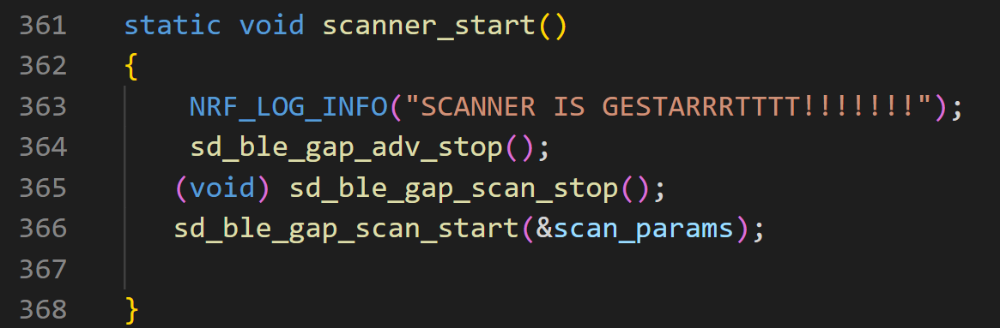 361 static void scanner_start()
362 {
363 NRF_LOG_INFO("SCANNER IS GESTARRRTTTT!!!!!!!");
364 sd_ble_gap_adv_stop();
365 (void) sd_ble_gap_scan_stop();
366 sd_ble_gap_scan_start(&scan_params);
367
368 }